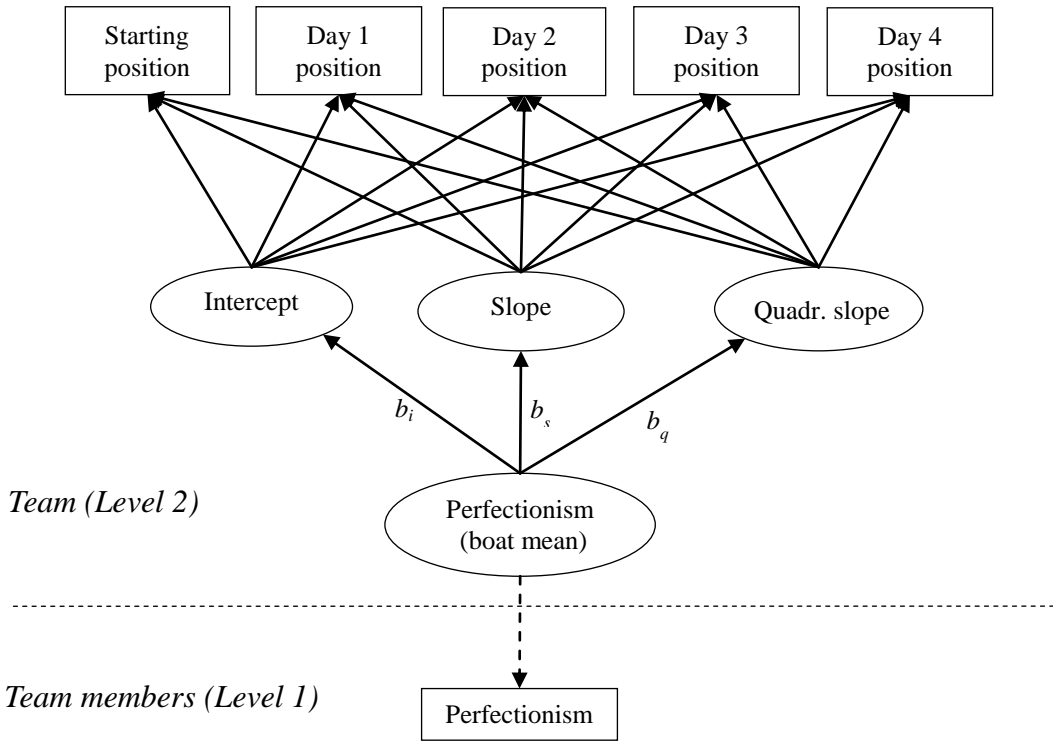 Starting
position
Day 1
position
Day 2
position
Day 3
position
Day 4
position
Intercept
Slope
Quadr. slope
b_i
b_s
b_q
Team (Level 2)
Perfectionism
(boat mean)
Team members (Level 1)
Perfectionism